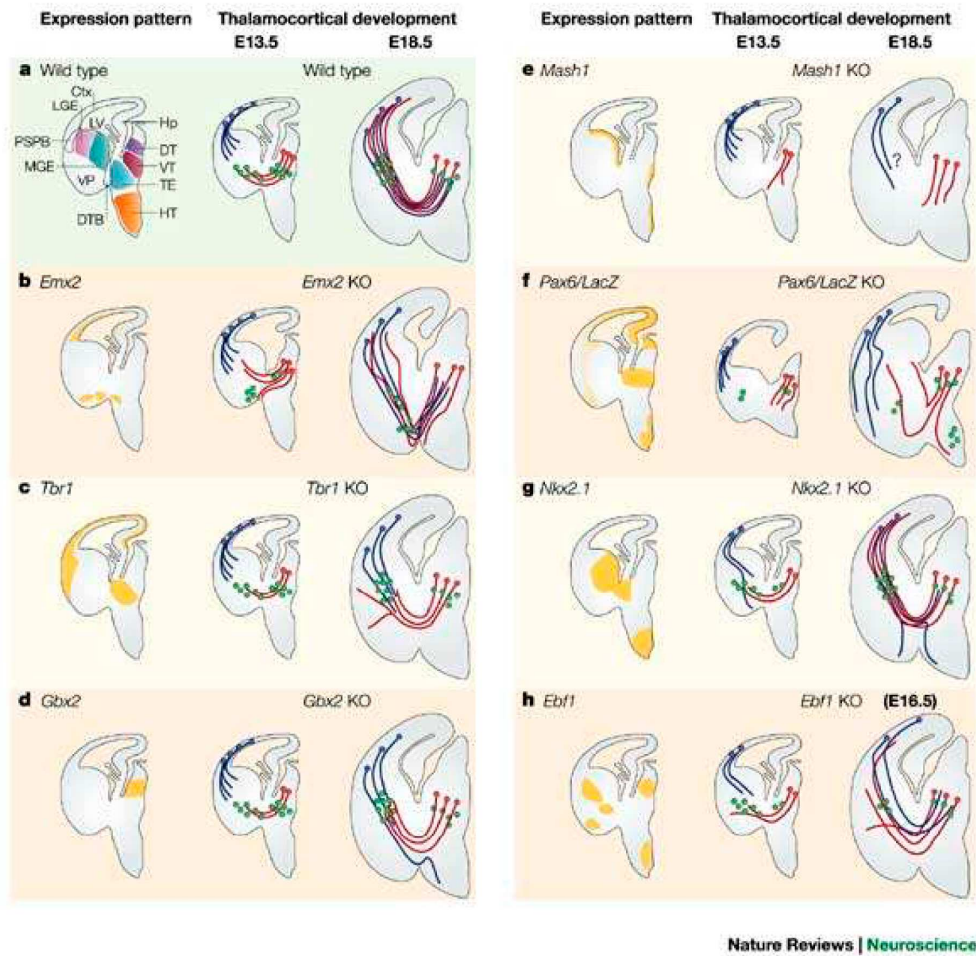 Expression pattern Thalamocortical development
E13.5 E18.5
a Wild type Wild type
Ctx
LGE
LV
Hp
PSPB
DT
MGE
VT
VP
TE
DTB
HT
b Emx2 Emx2 KO
c Tbr1 Tbr1 KO
d Gbx2 Gbx2 KO
Expression pattern Thalamocortical development
E13.5 E18.5
e Mash1 Mash1 KO
?
f Pax6/LacZ Pax6/LacZ KO
g Nkx2.1 Nkx2.1 KO
h Ebf1 Ebf1 KO (E16.5)
Nature Reviews | Neuroscience